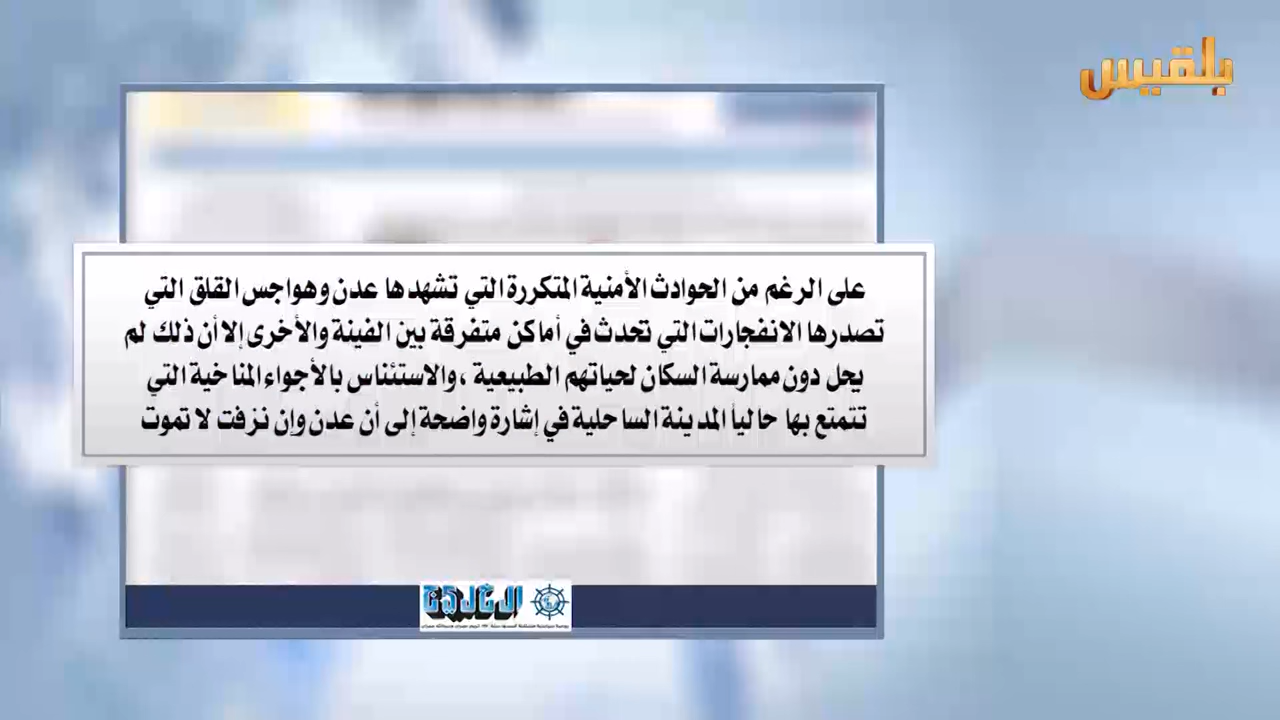 بلقيس
على الرغم من الحوادث الأمنية المتكررة التي تشهدها عدن وهواجس القلق التي
تصدرها الانفجارات التي تحدث في أماكن متفرقة بين الفينة والأخرى إلا أن ذلك لم
يحل دون ممارسة السكان لحياتهم الطبيعية ، والاستئناس بالأجواء المناخية التي
تتمتع بها حالياً المدينة الساحلية في إشارة واضحة إلى أن عدن وإن نزفت لا تموت
الخليج